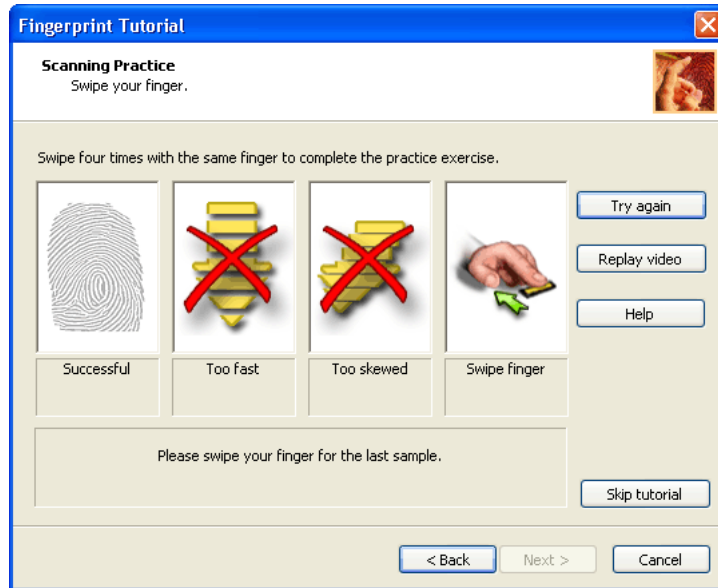 Fingerprint Tutorial
Scanning Practice
Swipe your finger.
Swipe four times with the same finger to complete the practice exercise.
Try again
Replay video
Help
Successful
Too fast
Too skewed
Swipe finger
Please swipe your finger for the last sample.
Skip tutorial
< Back
Next >
Cancel